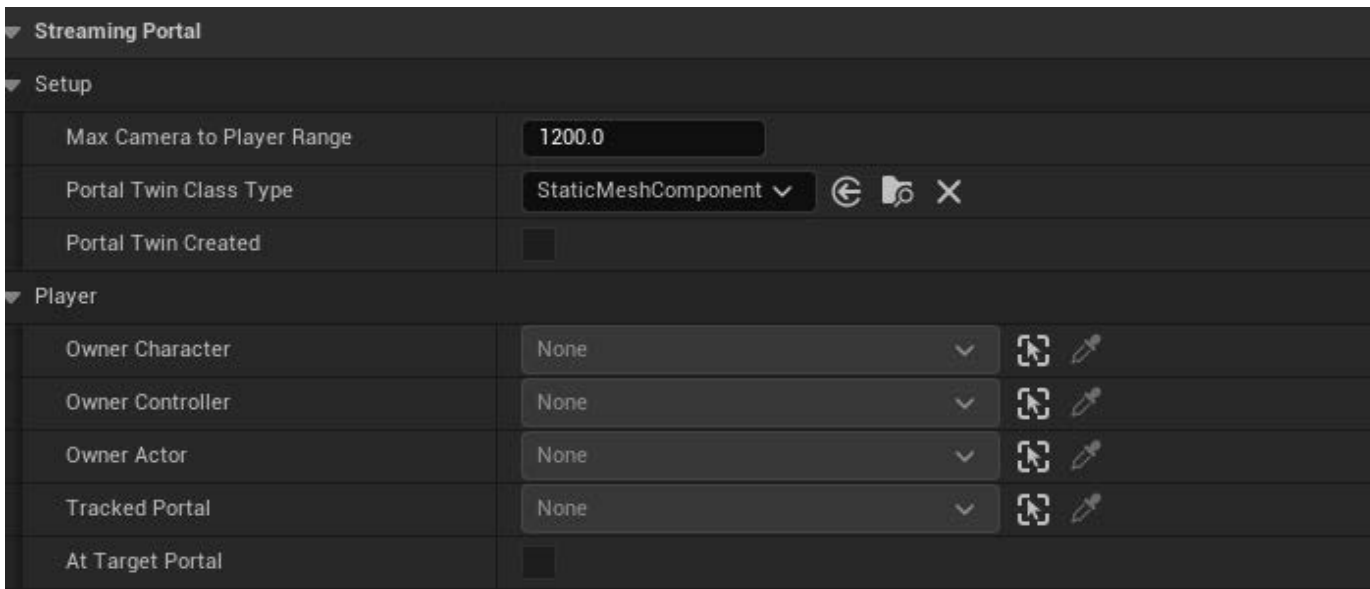 Streaming Portal
Setup
Max Camera to Player Range 1200.0
Portal Twin Class Type StaticMeshComponent
Portal Twin Created
Player
Owner Character None
Owner Controller None
Owner Actor None
Tracked Portal None
At Target Portal